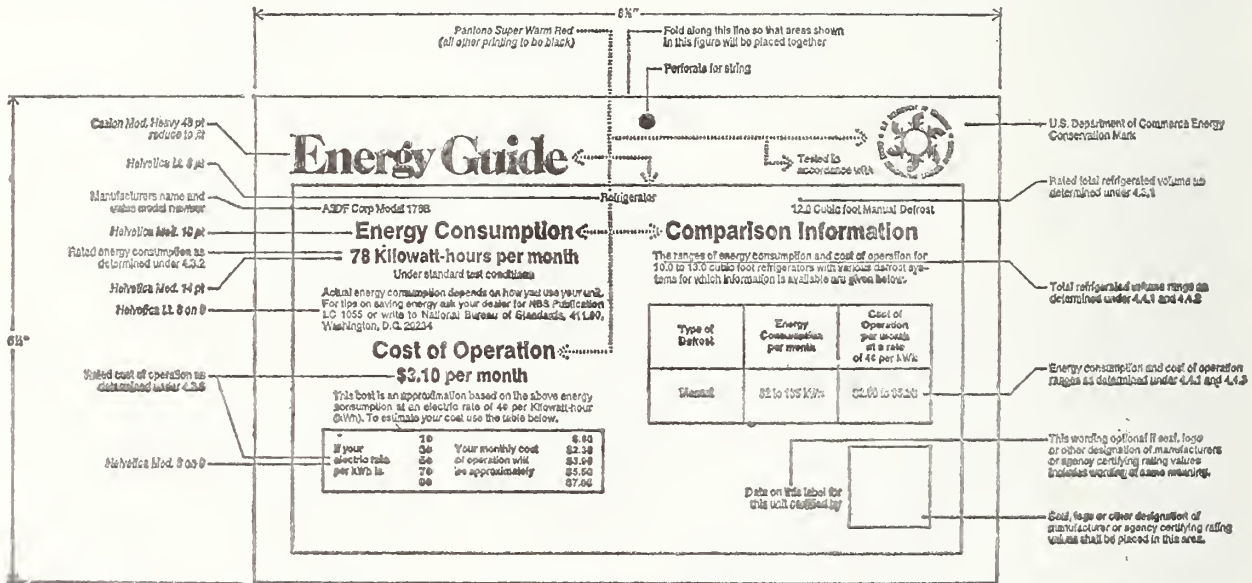 8½"
Pantone Super Warm Red
(all other printing to be black)
Fold along this line so that areas shown
in this figure will be placed together
Perforate for string
Caslon Mod. Heavy 48 pt
reduce to fit
Energy Guide
Tested in
accordance with
U.S. Department of Commerce Energy
Conservation Mark
Helvetica Lt. 8 pt
Refrigerator
Manufacturers name and
model number
ASDF Corp Model 178B
12.0 Cubic foot Manual Defrost
Rated total refrigerated volume as
determined under 4.3.1
Helvetica Med. 18 pt
Energy Consumption
Comparison Information
Rated energy consumption as
determined under 4.3.2
78 Kilowatt-hours per month
Under standard test conditions
The ranges of energy consumption and cost of operation for
10.0 to 13.0 cubic foot refrigerators with various defrost sys-
tems for which information is available are given below.
Helvetica Med. 14 pt
Total refrigerated volume range as
determined under 4.4.1 and 4.4.2
Helvetica Lt. 8 on 9
Actual energy consumption depends on how you use your unit.
For tips on saving energy ask your dealer for NBS Publication
LC 1055 or write to National Bureau of Standards, 411.00,
Washington, D.C. 20234
6½"
Type of
Defrost
Energy
Consumption
per month
Cost of
Operation
per month
at a rate
of 4¢ per kWh
Cost of Operation
$3.10 per month
Rated cost of operation as
determined under
Manual
Energy consumption and cost of operation
ranges as determined under 4.4.1 and 4.4.3
This cost is an approximation based on the above energy
consumption at an electric rate of 4¢ per Kilowatt-hour
(kWh). To estimate your cost use the table below.
If your
electric rate
per kWh is
Your monthly cost
of operation will
be approximately
$2.30
$5.50
Helvetica Med. 8 on 9
This wording optional if seal, logo
or other designation of manufacturers
or agency certifying rating values
includes wording of same meaning.
Data on this label for
this unit certified by
Seal, logo or other designation of
manufacturer or agency certifying rating
values shall be placed in this area.